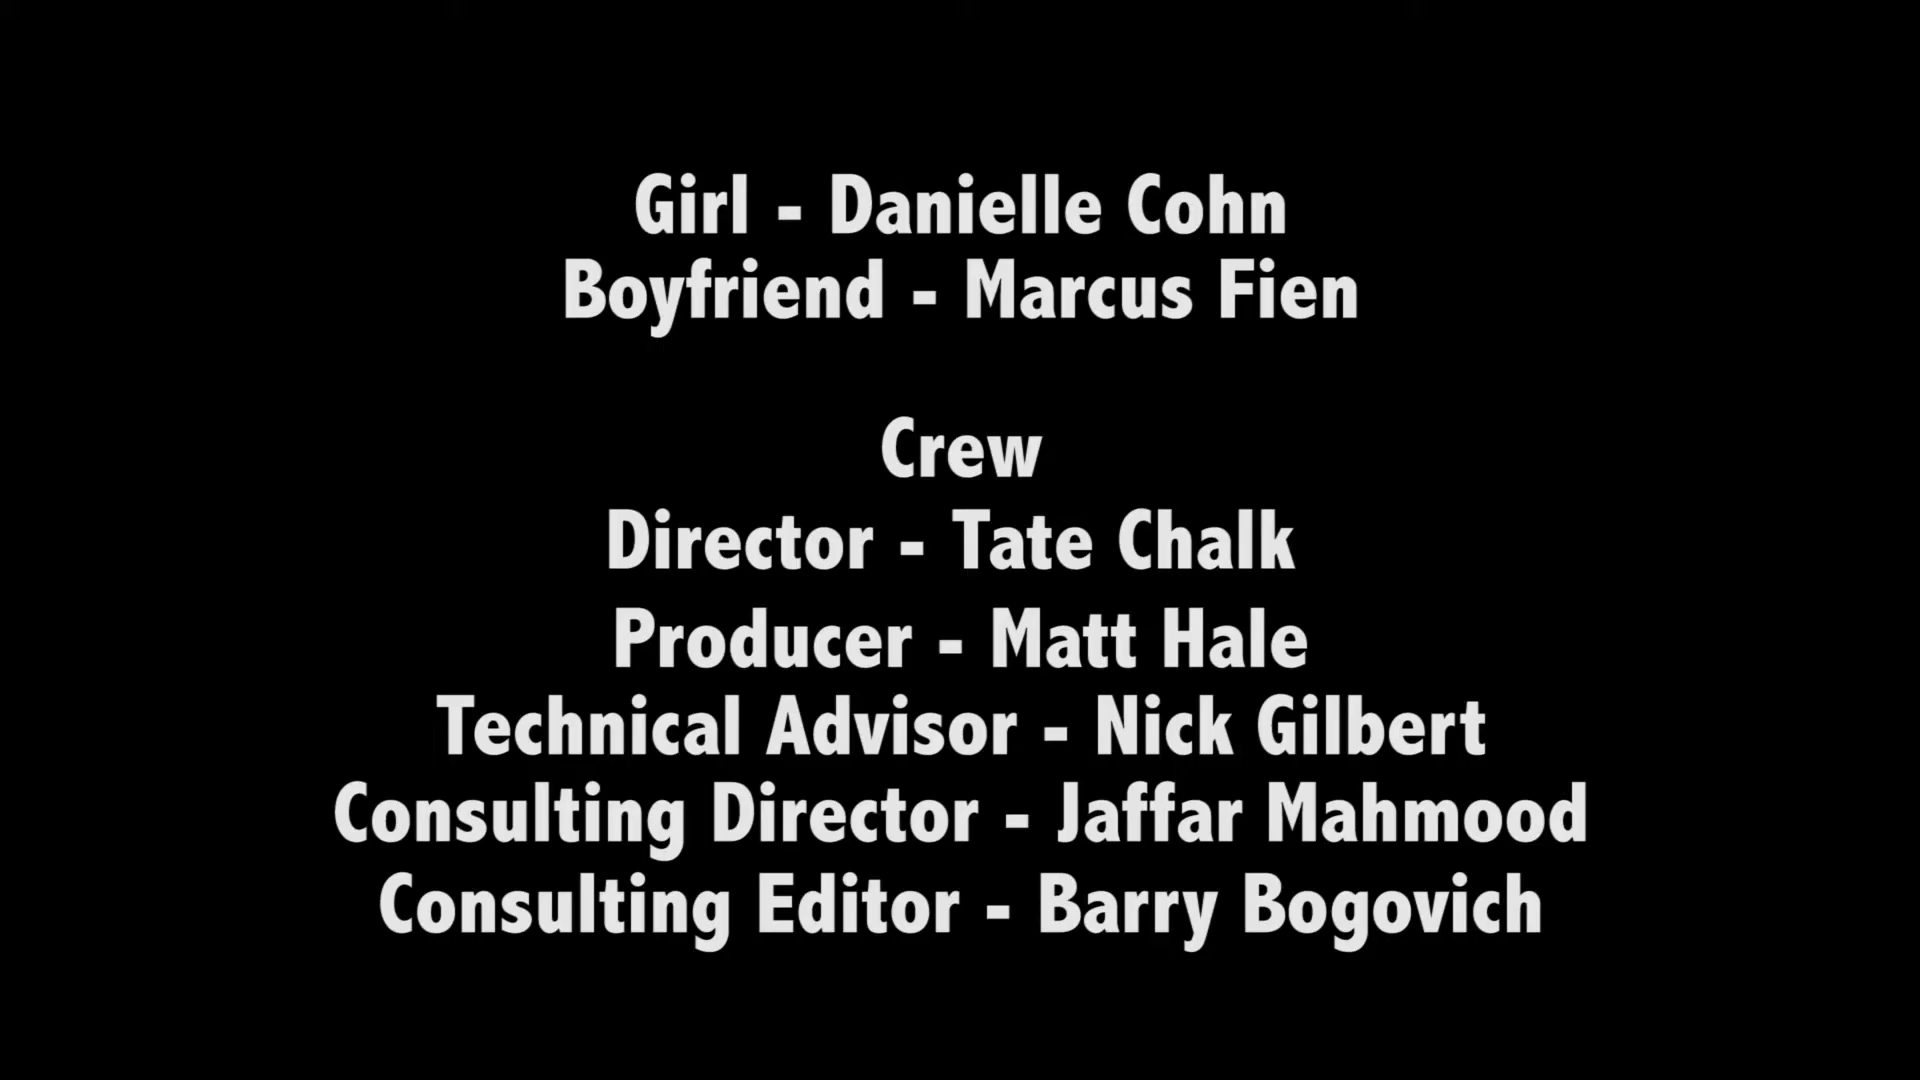 Girl - Danielle Cohn
Boyfriend - Marcus Fien
Crew
Director - Tate Chalk
Producer - Matt Hale
Technical Advisor - Nick Gilbert
Consulting Director - Jaffar Mahmood
Consulting Editor - Barry Bogovich